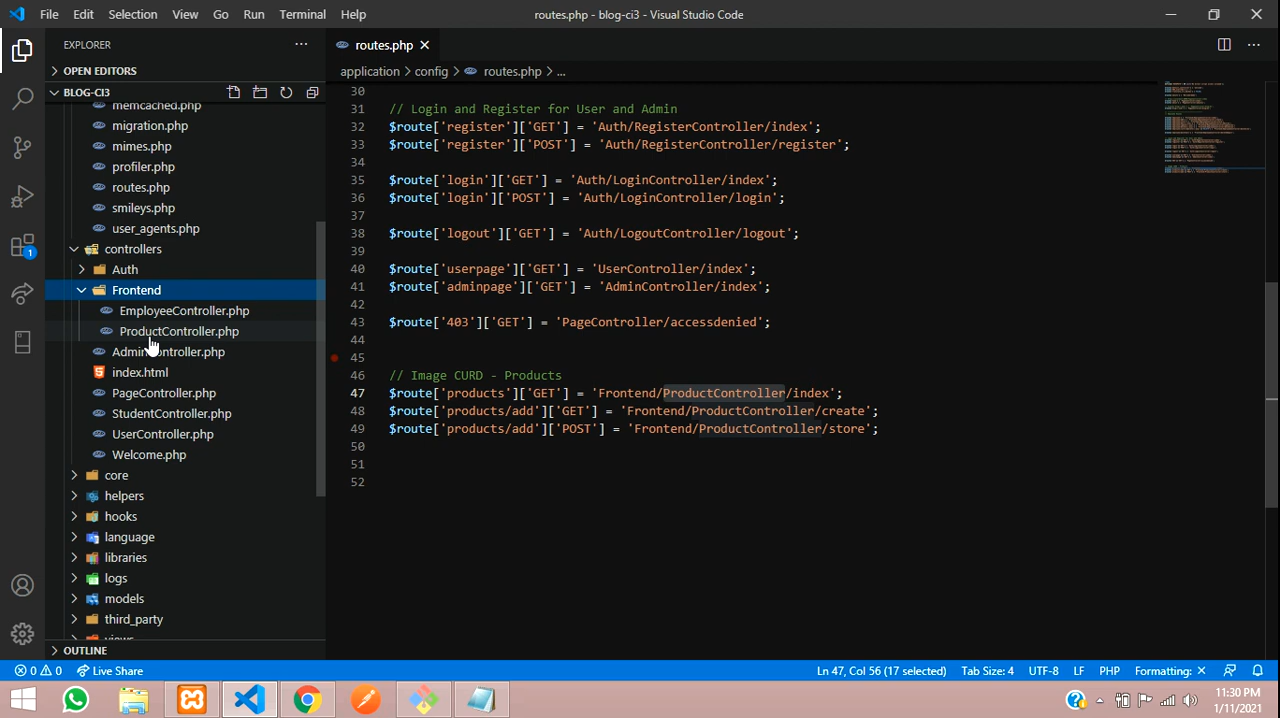 File Edit Selection View Go Run Terminal Help
routes.php - blog-ci3 - Visual Studio Code
EXPLORER
OPEN EDITORS
BLOG-CI3
memcached.php
migration.php
mimes.php
profiler.php
routes.php
smileys.php
user_agents.php
controllers
Auth
Frontend
EmployeeController.php
ProductController.php
AdminController.php
index.html
PageController.php
StudentController.php
UserController.php
Welcome.php
core
helpers
hooks
language
libraries
logs
models
third_party
views
OUTLINE
routes.php
application > config > routes.php > ...
30
31 // Login and Register for User and Admin
32 $route['register']['GET'] = 'Auth/RegisterController/index';
33 $route['register']['POST'] = 'Auth/RegisterController/register';
34
35 $route['login']['GET'] = 'Auth/LoginController/index';
36 $route['login']['POST'] = 'Auth/LoginController/login';
37
38 $route['logout']['GET'] = 'Auth/LogoutController/logout';
39
40 $route['userpage']['GET'] = 'UserController/index';
41 $route['adminpage']['GET'] = 'AdminController/index';
42
43 $route['403']['GET'] = 'PageController/accessdenied';
44
45
46 // Image CURD - Products
47 $route['products']['GET'] = 'Frontend/ProductController/index';
48 $route['products/add']['GET'] = 'Frontend/ProductController/create';
49 $route['products/add']['POST'] = 'Frontend/ProductController/store';
50
51
52
1
0 0 Live Share
Ln 47, Col 56 (17 selected) Tab Size: 4 UTF-8 LF PHP Formatting: ×
11:30 PM
1/11/2021